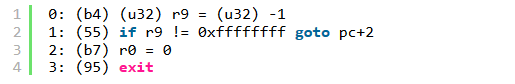 1 0: (b4) (u32) r9 = (u32) -1
2 1: (55) if r9 != 0xffffffff goto pc+2
3 2: (b7) r0 = 0
4 3: (95) exit